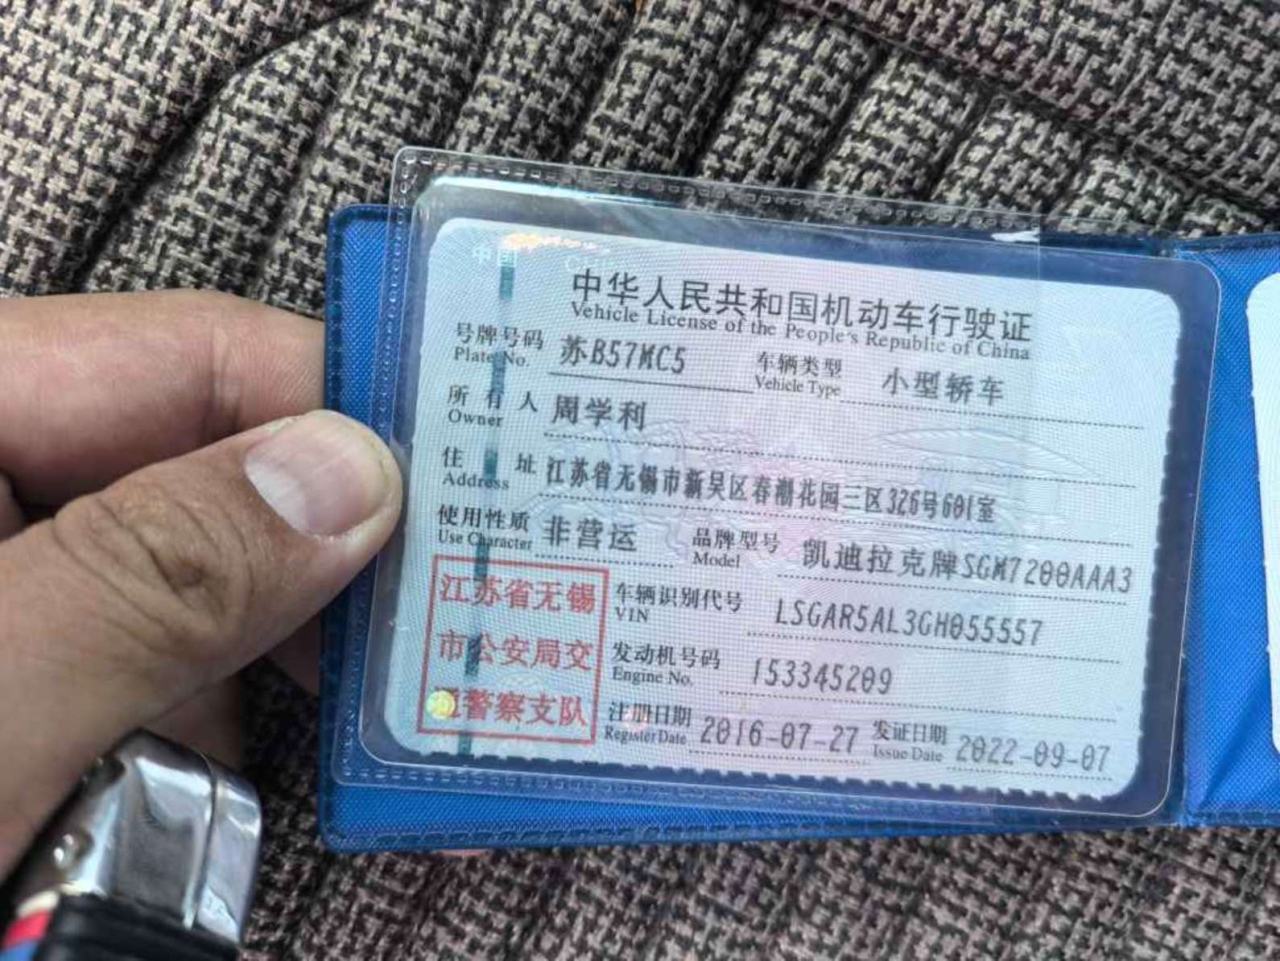 中国 CHI
中华人民共和国机动车行驶证
Vehicle License of the People's Republic of China
号牌号码 苏B57MC5 车辆类型 小型轿车
Plate No. Vehicle Type
所有人 周学利
Owner
住址 江苏省无锡市新吴区春潮花园三区326号601室
Address
使用性质 非营运 品牌型号 凯迪拉克牌SGM7200AAA3
Use Character Model
江苏省无锡 车辆识别代号 LSGAR5AL3GH055557
VIN
市公安局交 发动机号码 153345209
Engine No.
通警察支队 注册日期 2016-07-27 发证日期 2022-09-07
Register Date Issue Date